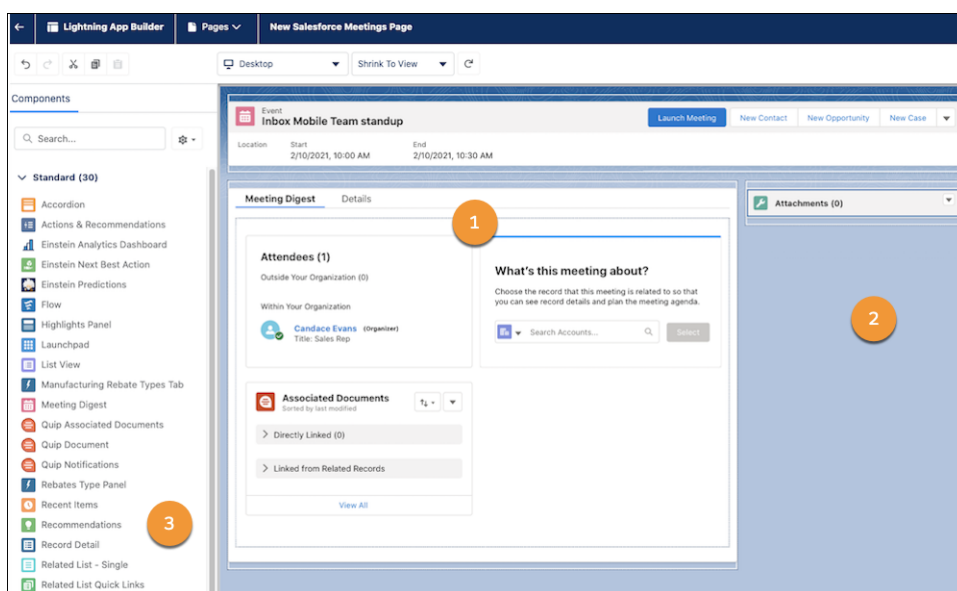 Lightning App Builder
Pages
New Salesforce Meetings Page
Desktop
Shrink To View
Components
Search...
Standard (30)
Accordion
Actions & Recommendations
Einstein Analytics Dashboard
Einstein Next Best Action
Einstein Predictions
Flow
Highlights Panel
Launchpad
List View
Manufacturing Rebate Types Tab
Meeting Digest
Quip Associated Documents
Quip Document
Quip Notifications
Rebates Type Panel
Recent Items
Recommendations
Record Detail
Related List - Single
Related List Quick Links
3
Event
Inbox Mobile Team standup
Launch Meeting
New Contact
New Opportunity
New Case
Location Start End
2/10/2021, 10:00 AM 2/10/2021, 10:30 AM
Meeting Digest Details
1
Attendees (1)
Outside Your Organization (0)
Within Your Organization
Candace Evans (Organizer)
Title: Sales Rep
What's this meeting about?
Choose the record that this meeting is related to so that
you can see record details and plan the meeting agenda.
Search Accounts...
Select
Associated Documents
Sorted by last modified
Directly Linked (0)
Linked from Related Records
View All
Attachments (0)
2